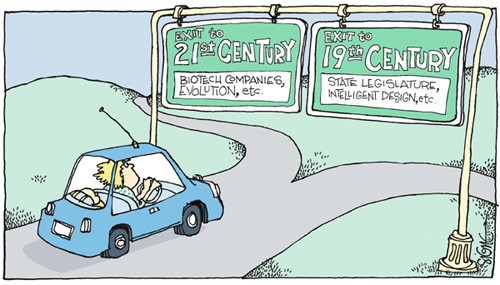 EXIT to
21st CENTURY
BIOTECH COMPANIES,
EVOLUTION, etc.
EXIT to
19th CENTURY
STATE LEGISLATURE,
INTELLIGENT DESIGN, etc.